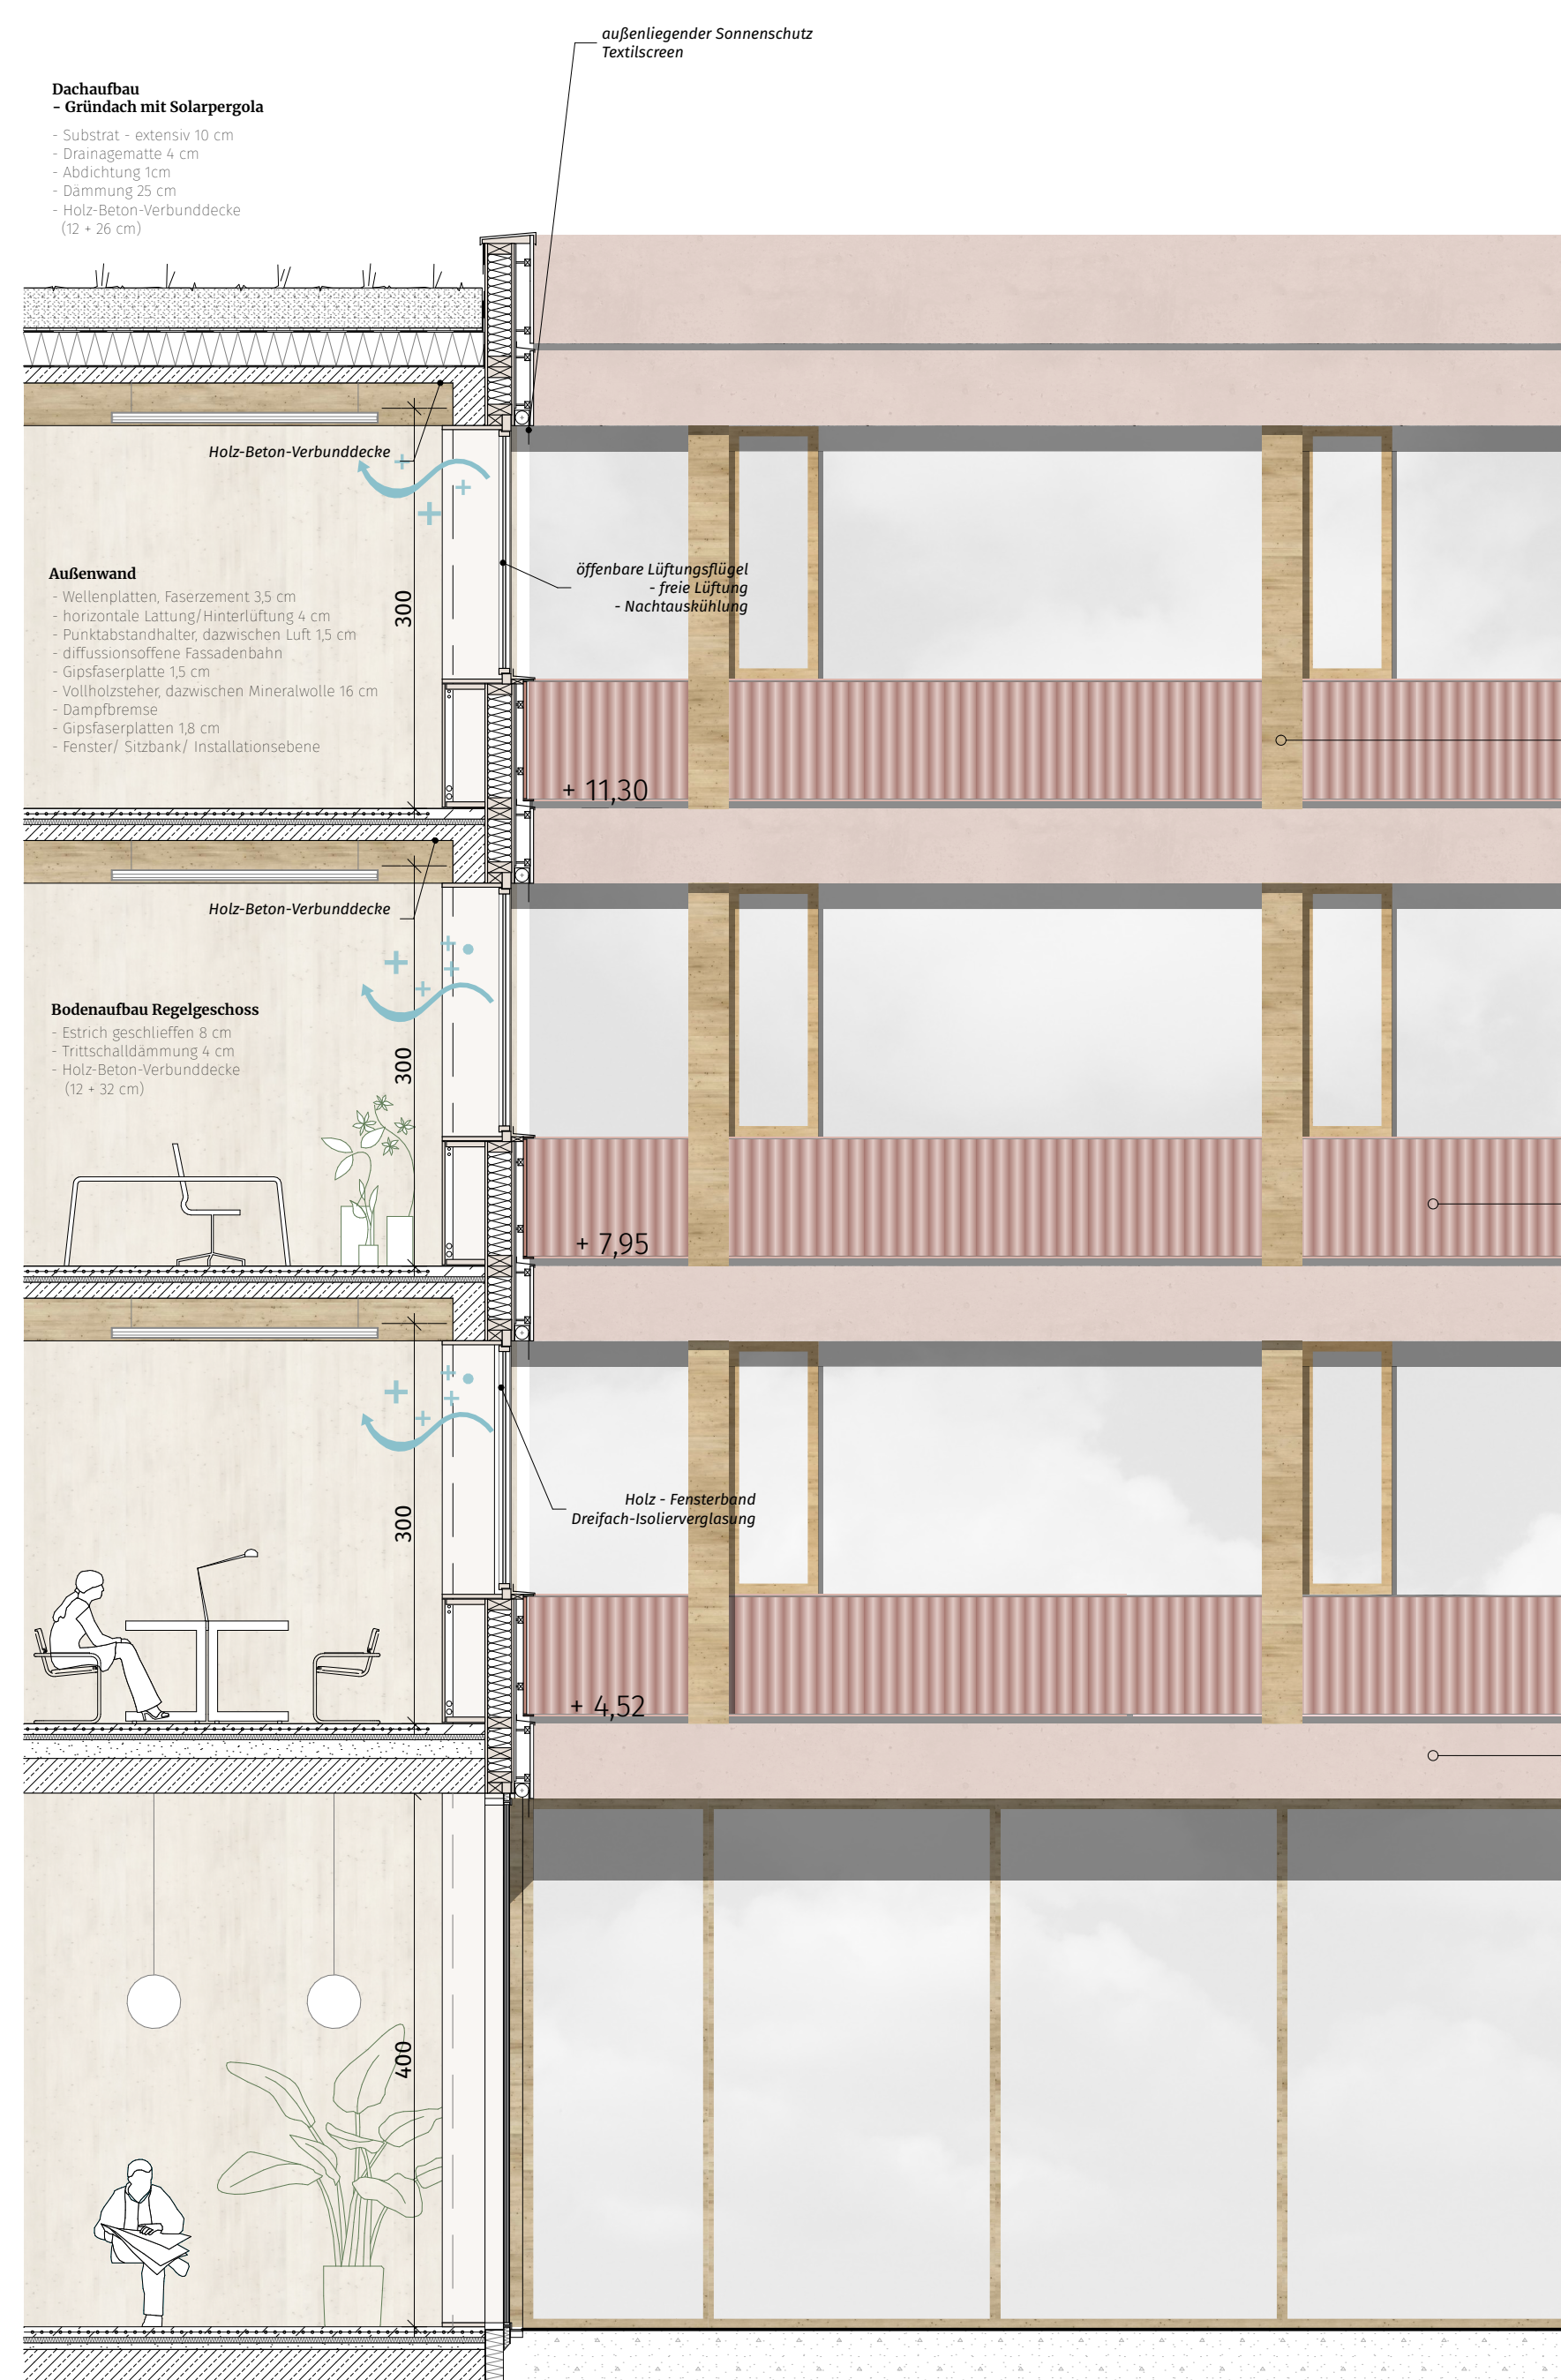 außenliegender Sonnenschutz
Textilscreen
Dachaufbau
- Gründach mit Solarpergola
- Substrat - extensiv 10 cm
- Drainagematte 4 cm
- Abdichtung 1cm
- Dämmung 25 cm
- Holz-Beton-Verbunddecke
(12 + 26 cm)
Holz-Beton-Verbunddecke
öffenbare Lüftungsflügel
- freie Lüftung
- Nachtauskühlung
Außenwand
- Wellenplatten, Faserzement 3,5 cm
- horizontale Lattung/Hinterlüftung 4 cm
- Punktabstandhalter, dazwischen Luft 1,5 cm
- diffussionsoffene Fassadenbahn
- Gipsfaserplatte 1,5 cm
- Vollholzsteher, dazwischen Mineralwolle 16 cm
- Dampfbremse
- Gipsfaserplatten 1,8 cm
- Fenster/ Sitzbank/ Installationsebene
300
+ 11,30
Holz-Beton-Verbunddecke
Bodenaufbau Regelgeschoss
- Estrich geschlieffen 8 cm
- Trittschalldämmung 4 cm
- Holz-Beton-Verbunddecke
(12 + 32 cm)
300
+ 7,95
Holz - Fensterband
Dreifach-Isolierverglasung
300
+ 4,52
400